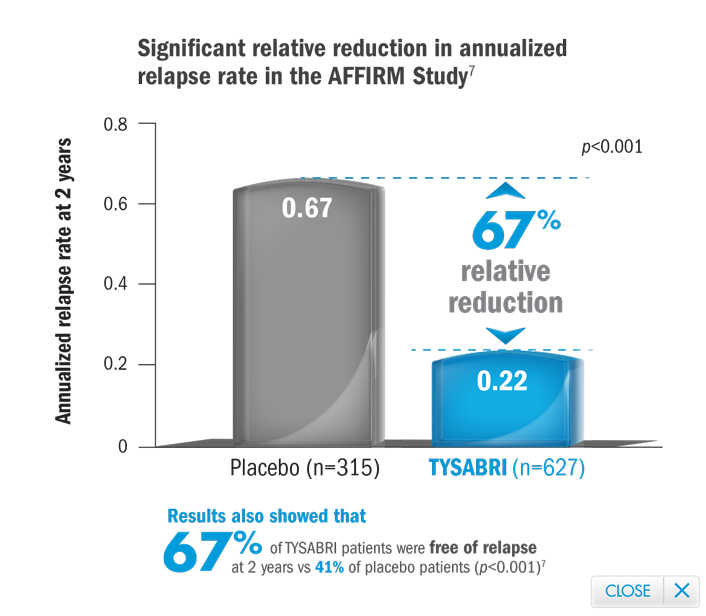 Significant relative reduction in annualized
relapse rate in the AFFIRM Study7
Annualized relapse rate at 2 years
0.8
0.6
0.4
0.2
0
p<0.001
0.67
67%
relative
reduction
0.22
Placebo (n=315)
TYSABRI (n=627)
Results also showed that
67% of TYSABRI patients were free of relapse
at 2 years vs 41% of placebo patients (p<0.001)7
CLOSE X